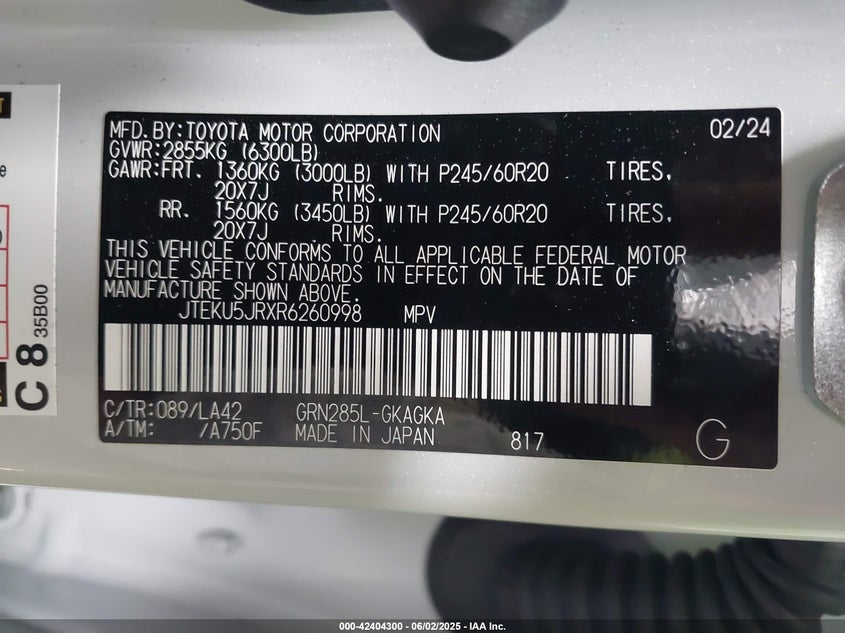 MFD.BY:TOYOTA MOTOR CORPORATION 02/24
GVWR:2855KG (6300LB)
GAWR:FRT. 1360KG (3000LB) WITH P245/60R20 TIRES.
20X7J RIMS.
RR. 1560KG (3450LB) WITH P245/60R20 TIRES.
20X7J RIMS.
THIS VEHICLE CONFORMS TO ALL APPLICABLE FEDERAL MOTOR
VEHICLE SAFETY STANDARDS IN EFFECT ON THE DATE OF
MANUFACTURE SHOWN ABOVE.
JTEKU5JRXR6260998 MPV
C/TR:089/LA42 GRN285L-GKAGKA
A/TM: /A750F MADE IN JAPAN 817 G
C 8 35B00
000-42404300 - 06/02/2025 - IAA Inc.